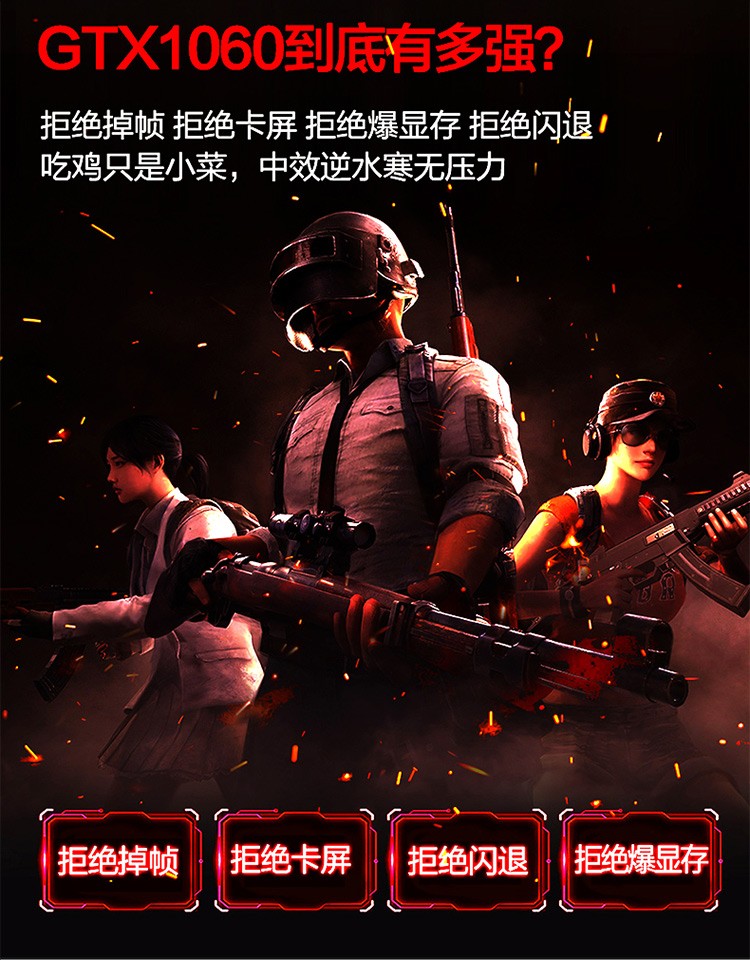 GTX1060到底有多强?
拒绝掉帧 拒绝卡屏 拒绝爆显存 拒绝闪退
吃鸡只是小菜，中效逆水寒无压力
拒绝掉帧
拒绝卡屏
拒绝闪退
拒绝爆显存